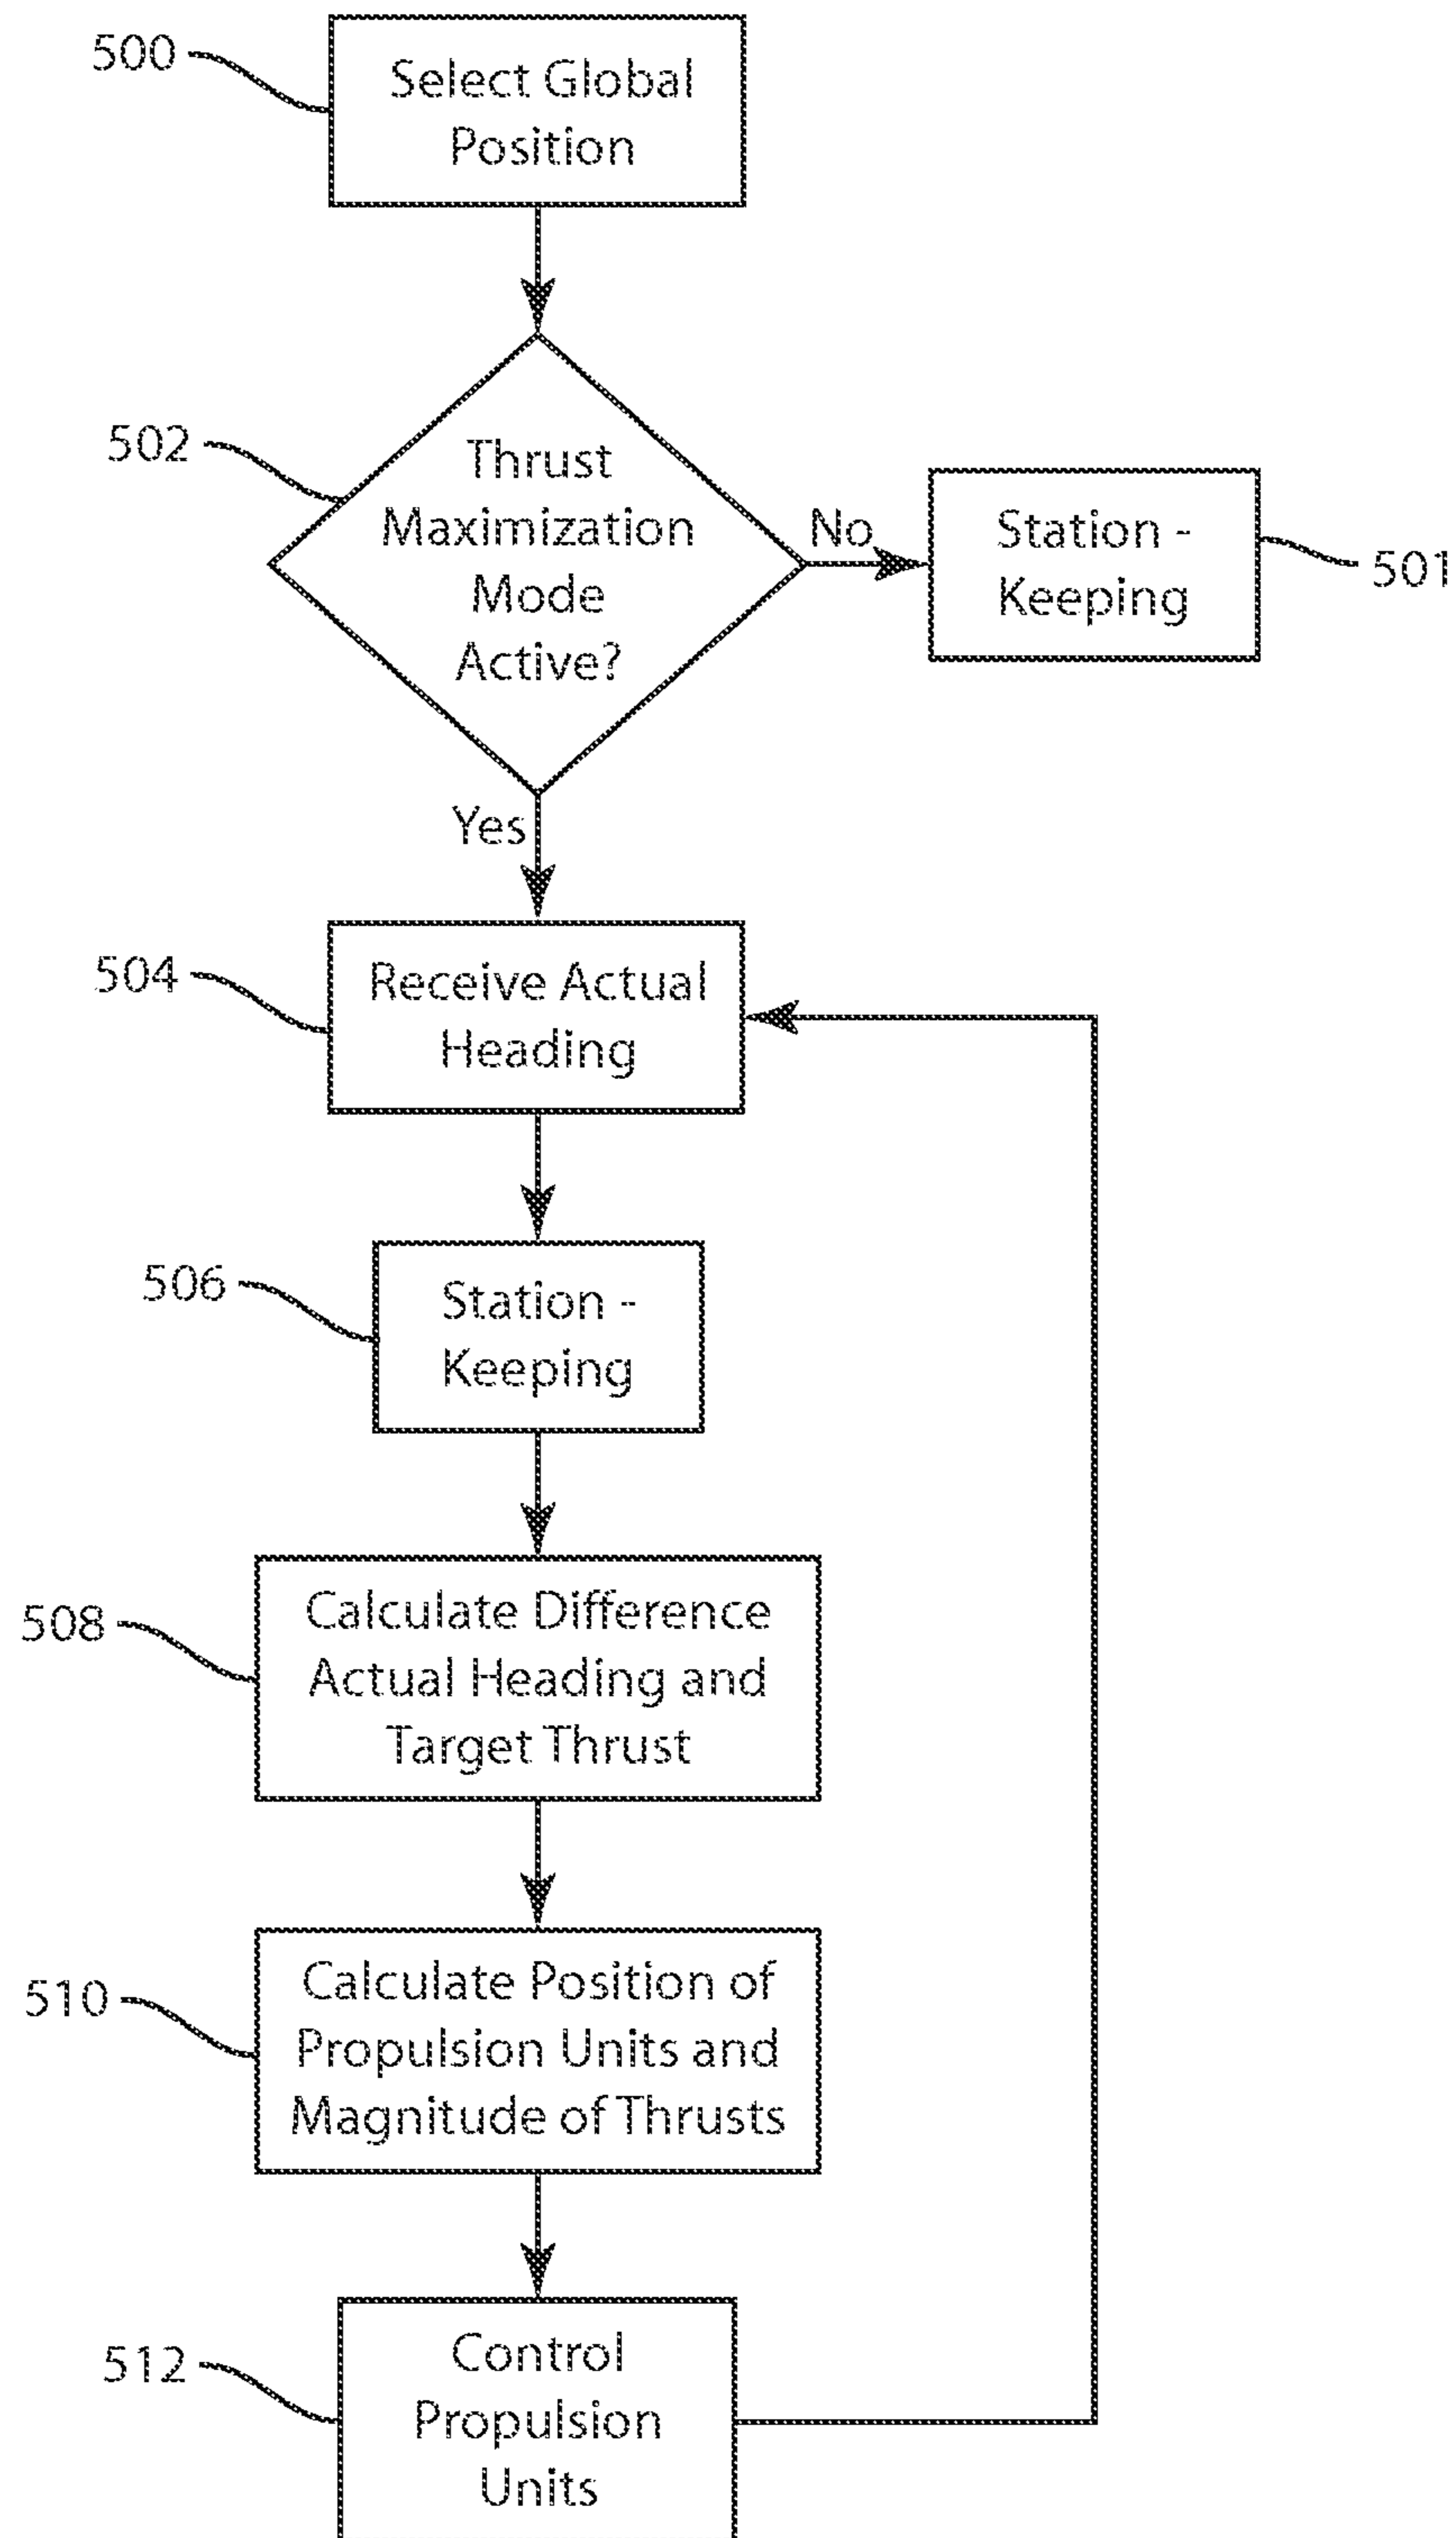 500
Select Global
Position
502
Thrust
Maximization
Mode
Active?
No
Station -
Keeping
501
Yes
504
Receive Actual
Heading
506
Station -
Keeping
508
Calculate Difference
Actual Heading and
Target Thrust
510
Calculate Position of
Propulsion Units and
Magnitude of Thrusts
512
Control
Propulsion
Units